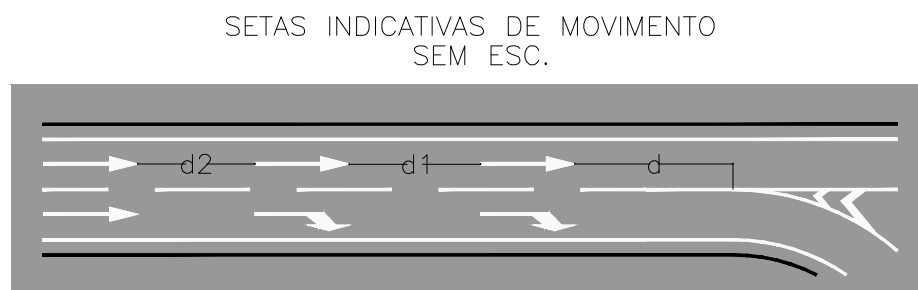 SETAS INDICATIVAS DE MOVIMENTO
SEM ESC.
d2 d1 d